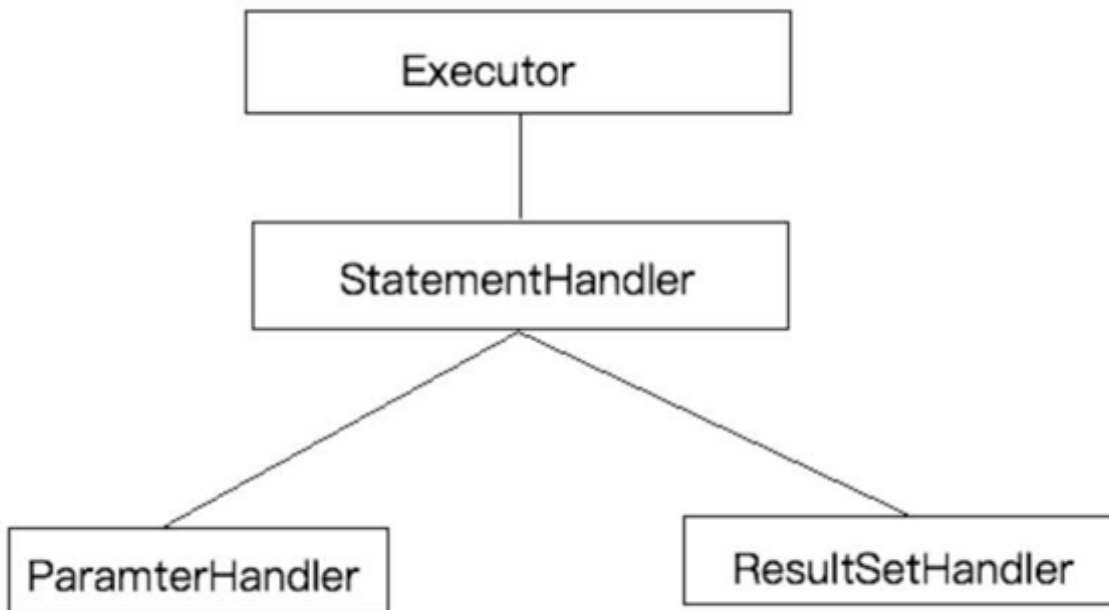 Executor
StatementHandler
ParamterHandler
ResultSetHandler